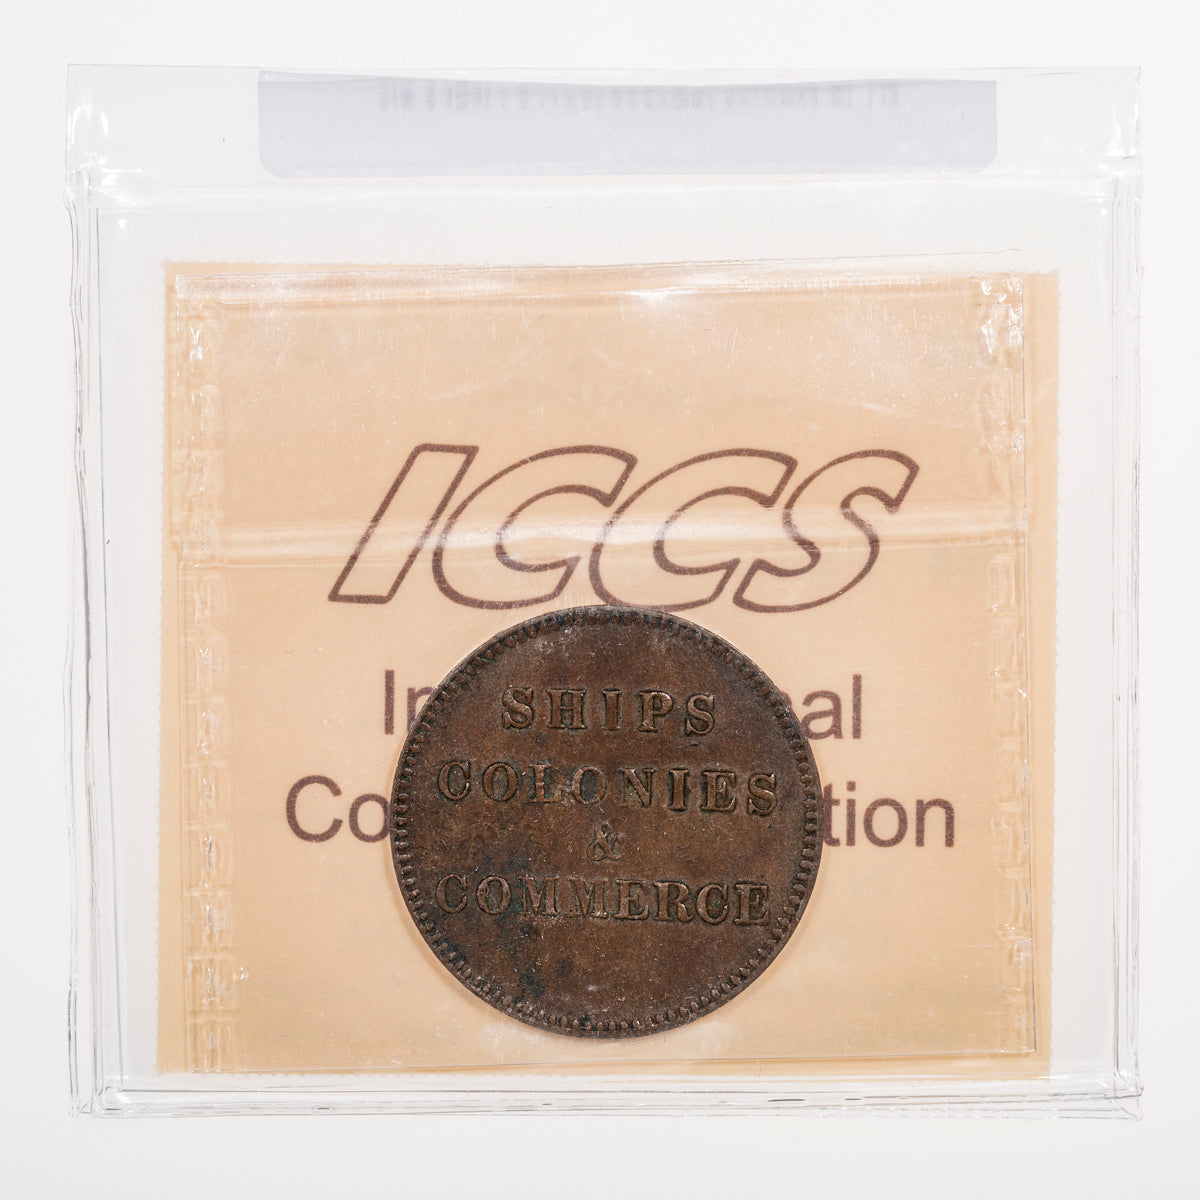 ICCS
In al
Co tion
SHIPS
COLONIES
&
COMMERCE